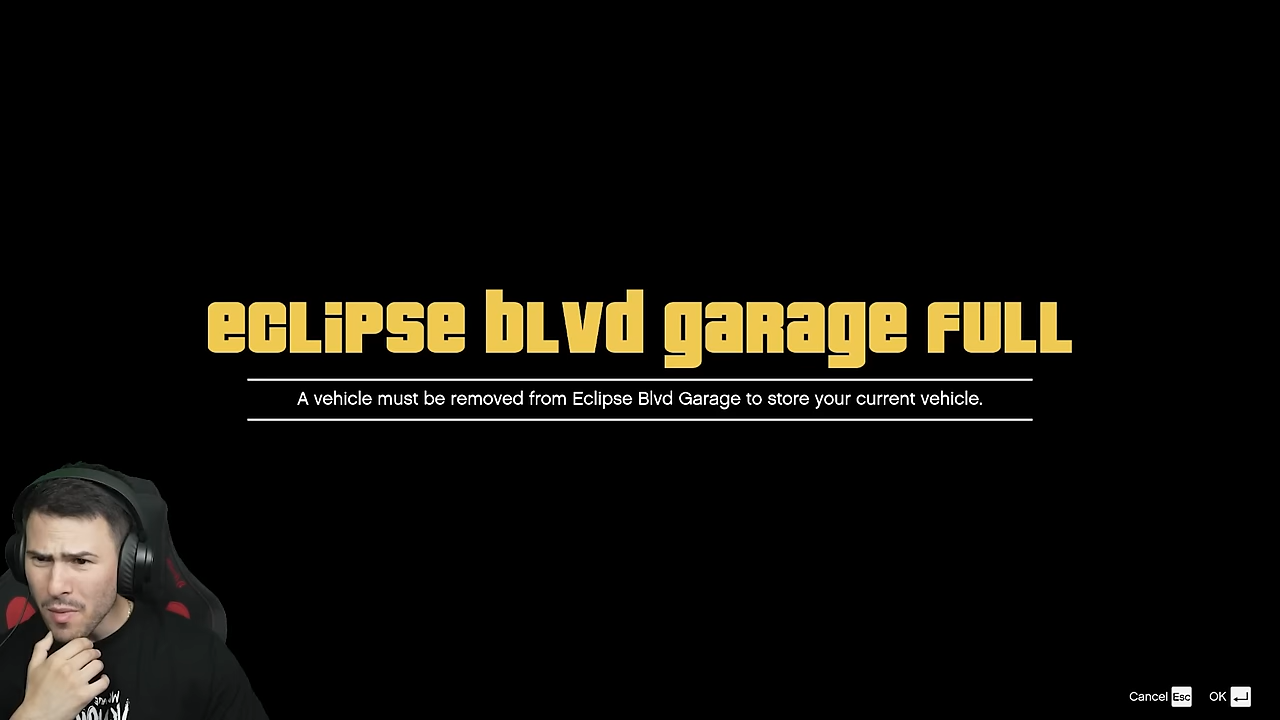 ECLIPSE BLVD GARAGE FULL
A vehicle must be removed from Eclipse Blvd Garage to store your current vehicle.
Cancel Esc OK